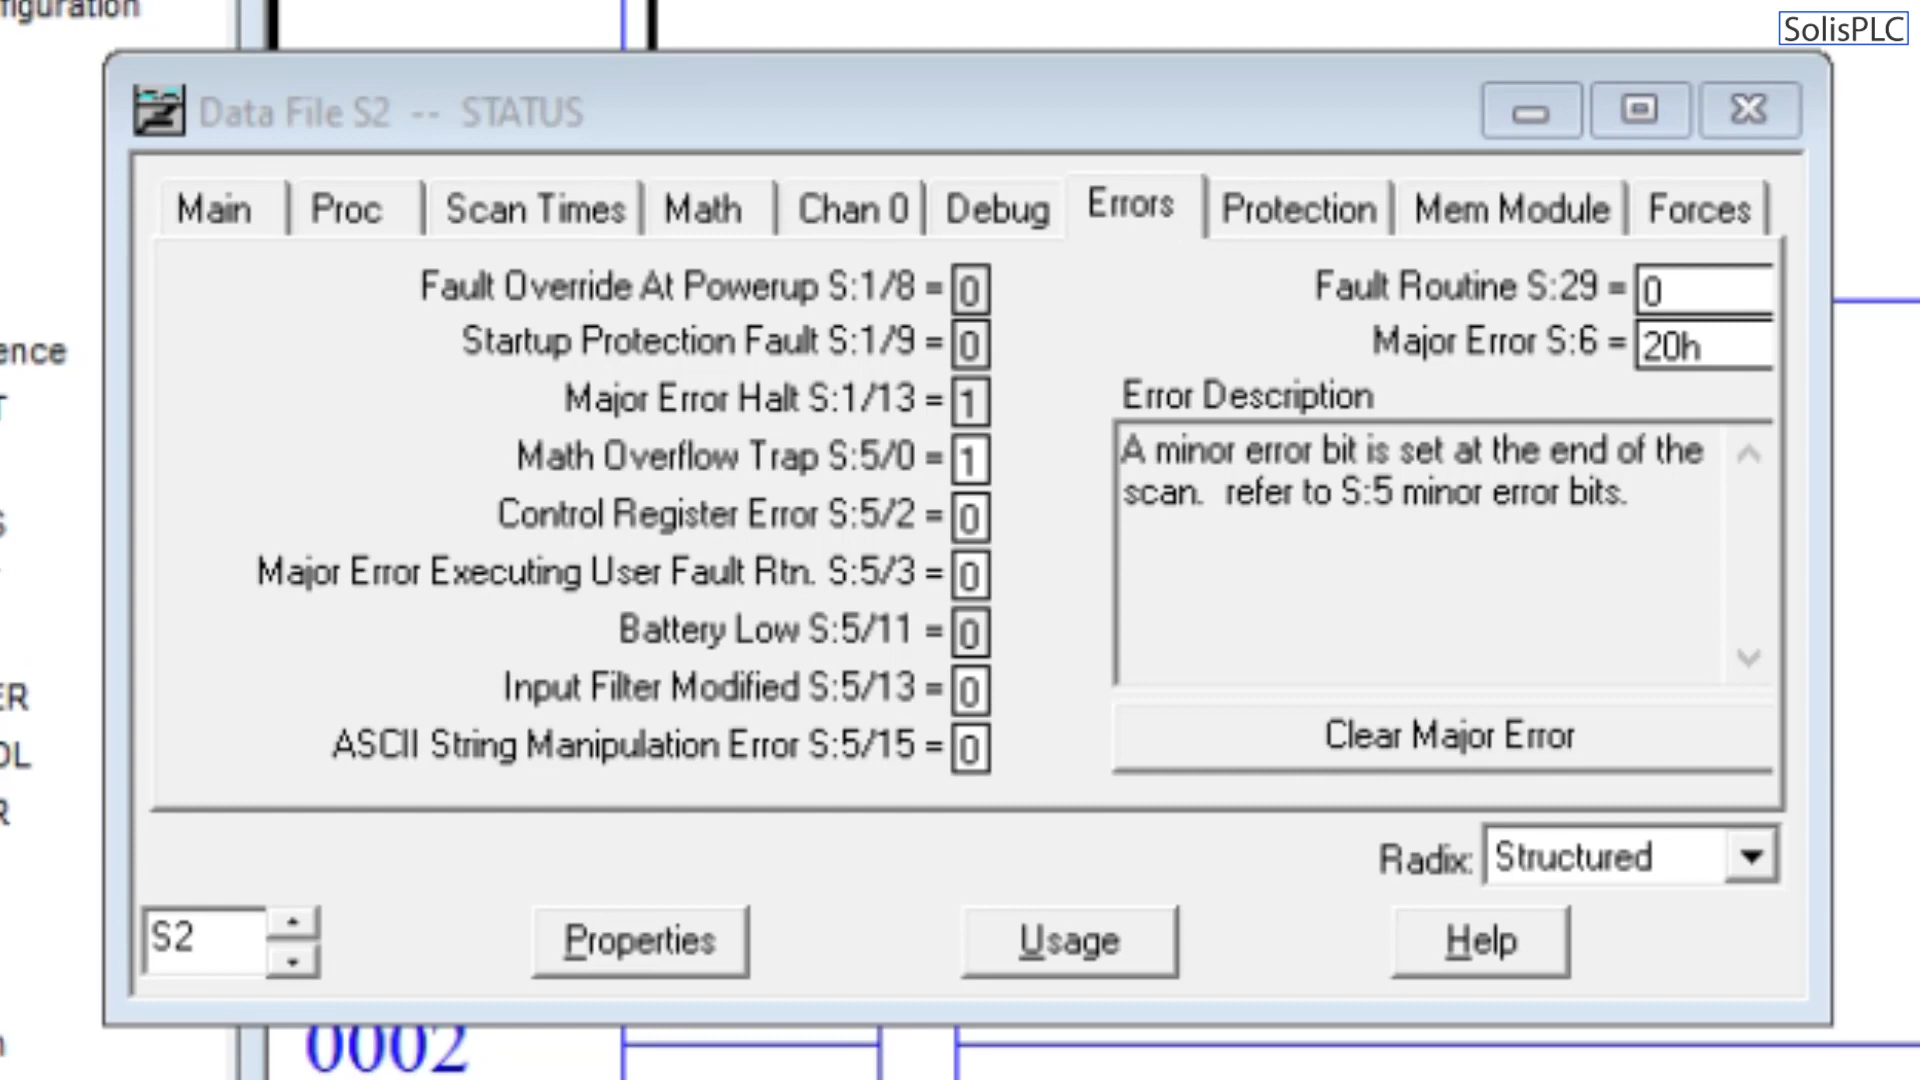 figuration
SolisPLC
Data File S2 -- STATUS
Main Proc Scan Times Math Chan 0 Debug Errors Protection Mem Module Forces
Fault Override At Powerup S:1/8 = 0
Startup Protection Fault S:1/9 = 0
Major Error Halt S:1/13 = 1
Math Overflow Trap S:5/0 = 1
Control Register Error S:5/2 = 0
Major Error Executing User Fault Rtn. S:5/3 = 0
Battery Low S:5/11 = 0
Input Filter Modified S:5/13 = 0
ASCII String Manipulation Error S:5/15 = 0
Fault Routine S:29 = 0
Major Error S:6 = 20h
Error Description
A minor error bit is set at the end of the
scan. refer to S:5 minor error bits.
Clear Major Error
Radix: Structured
S2
Properties
Usage
Help
ence
T
S
ER
OL
R
0002